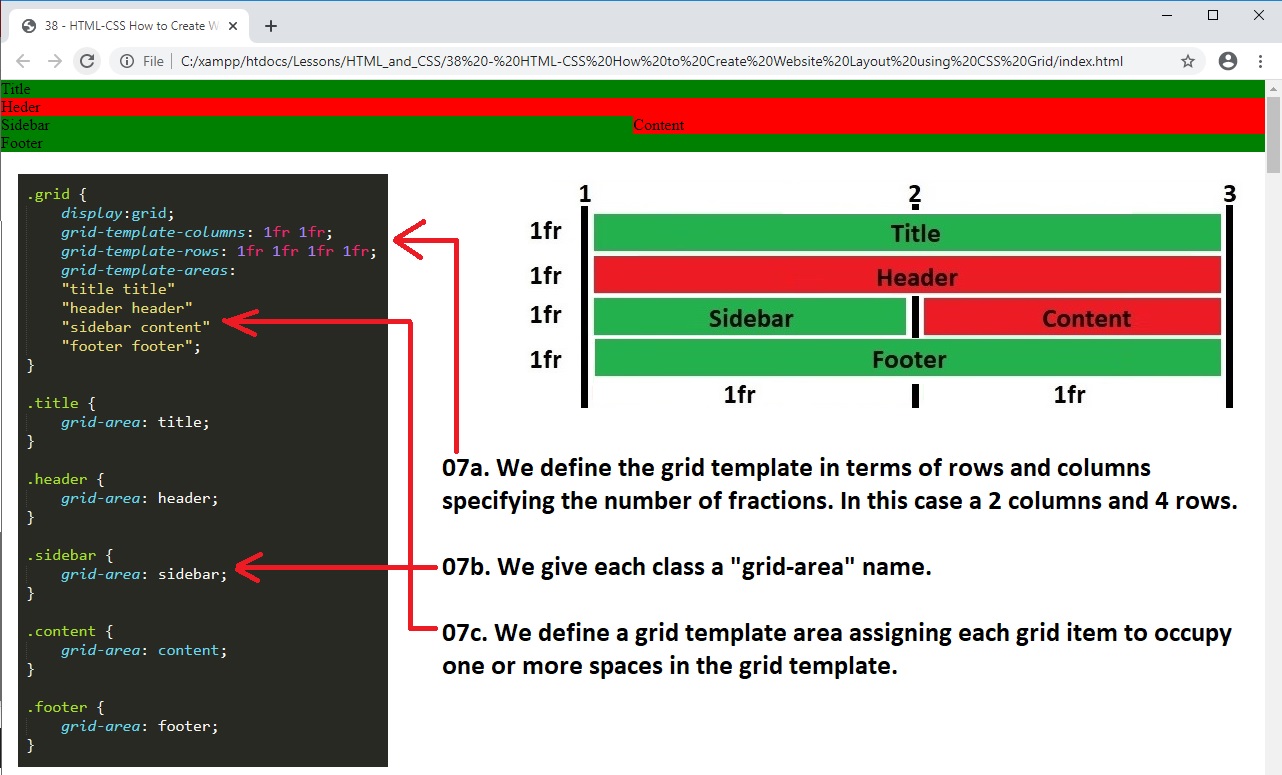 38 - HTML-CSS How to Create W
File
C:/xampp/htdocs/Lessons/HTML_and_CSS/38%20-%20HTML-CSS%20How%20to%20Create%20Website%20Layout%20using%20CSS%20Grid/index.html
Title
Heder
Sidebar Content
Footer
.grid {
display:grid;
grid-template-columns: 1fr 1fr;
grid-template-rows: 1fr 1fr 1fr 1fr;
grid-template-areas:
"title title"
"header header"
"sidebar content"
"footer footer";
}
.title {
grid-area: title;
}
.header {
grid-area: header;
}
.sidebar {
grid-area: sidebar;
}
.content {
grid-area: content;
}
.footer {
grid-area: footer;
}
1 2 3
1fr Title
1fr Header
1fr Sidebar Content
1fr Footer
1fr 1fr
07a. We define the grid template in terms of rows and columns
specifying the number of fractions. In this case a 2 columns and 4 rows.
07b. We give each class a "grid-area" name.
07c. We define a grid template area assigning each grid item to occupy
one or more spaces in the grid template.